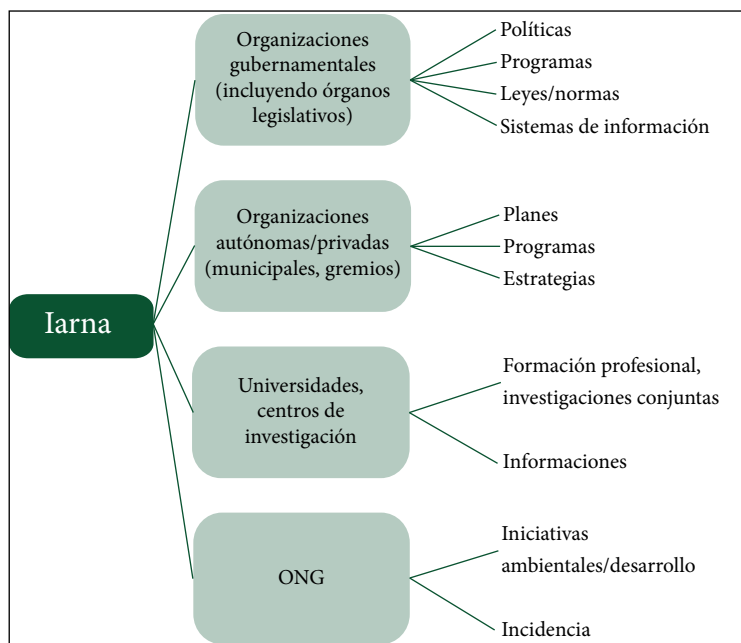 Organizaciones
gubernamentales
(incluyendo órganos
legislativos)
Políticas
Programas
Leyes/normas
Sistemas de información
Organizaciones
autónomas/privadas
(municipales, gremios)
Planes
Programas
Estrategias
Iarna
Universidades,
centros de
investigación
Formación profesional,
investigaciones conjuntas
Informaciones
ONG
Iniciativas
ambientales/desarrollo
Incidencia